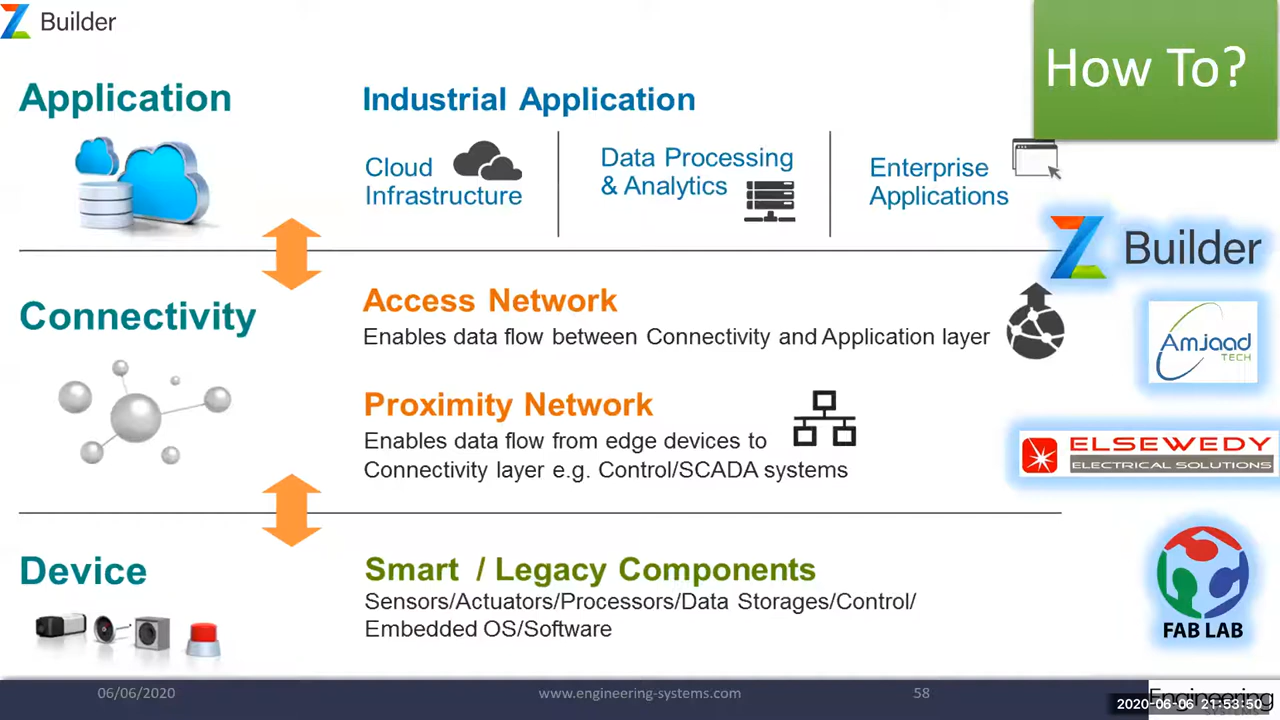 Builder
How To?
Application
Industrial Application
Cloud
Infrastructure
Data Processing
& Analytics
Enterprise
Applications
Builder
Connectivity
Access Network
Enables data flow between Connectivity and Application layer
Amjaad
TECH
Proximity Network
Enables data flow from edge devices to
Connectivity layer e.g. Control/SCADA systems
ELSEWEDY
ELECTRICAL SOLUTIONS
Device
Smart / Legacy Components
Sensors/Actuators/Processors/Data Storages/Control/
Embedded OS/Software
FAB LAB
06/06/2020
www.engineering-systems.com
58
Engineering
2020-06-06 21:53:50